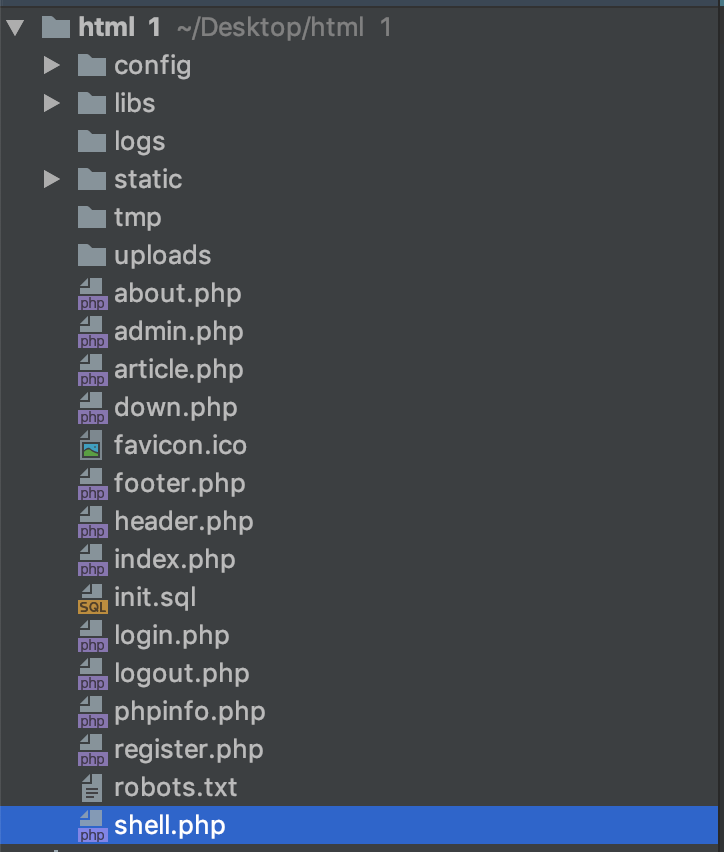 html 1 ~/Desktop/html 1
config
libs
logs
static
tmp
uploads
php about.php
php admin.php
php article.php
php down.php
favicon.ico
php footer.php
php header.php
php index.php
SQL init.sql
php login.php
php logout.php
php phpinfo.php
php register.php
robots.txt
php shell.php